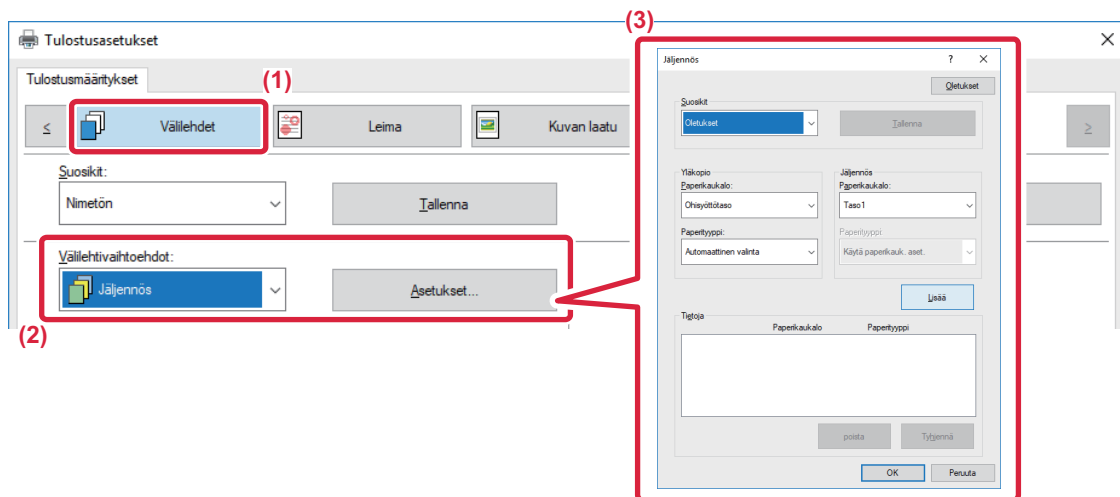 (3)
Tulostusasetukset
Tulostusmääritykset
(1)
≤
Välilehdet
Leima
Kuvan laatu
≥
Suosikit:
Nimetön
Tallenna
Välilehtivaihtoehdot:
Jäljennös
Asetukset...
(2)
Jäljennös
?
Oletukset
Suosikit
Oletukset
Tallenna
Yläkopio
Paperikaukalo:
Ohisyöttötaso
Paperityyppi:
Automaattinen valinta
Jäljennös
Paperikaukalo:
Taso1
Paperityyppi:
Käytä paperikauk. aset.
Lisää
Tietoja
Paperikaukalo Paperityyppi
poista
Tyhjennä
OK
Peruuta